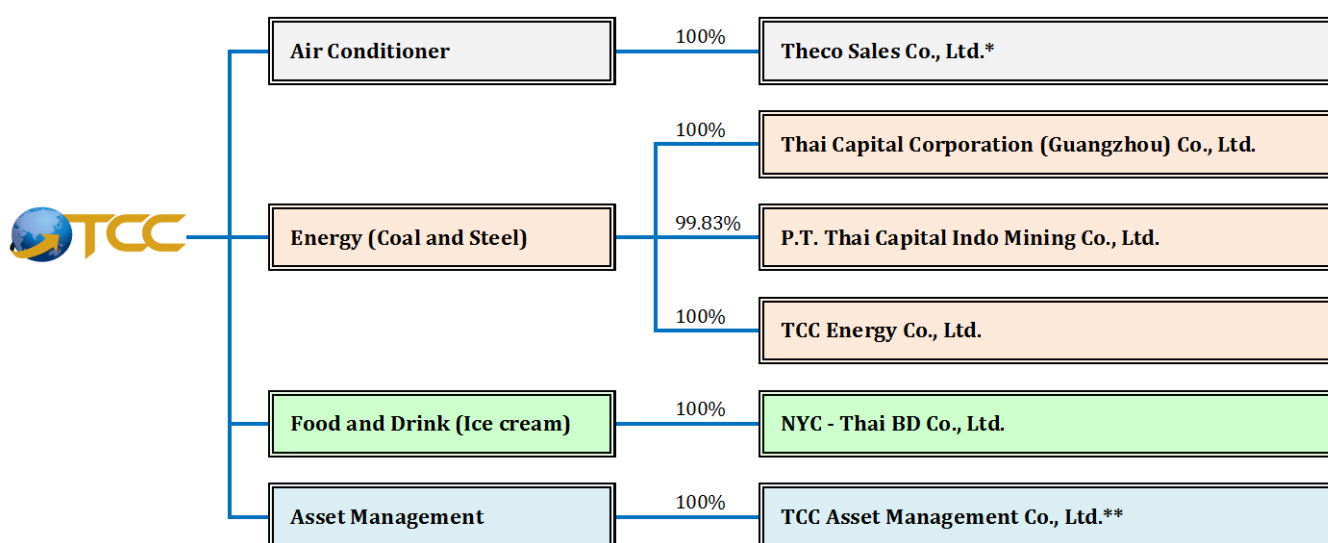 Air Conditioner
100%
Theco Sales Co., Ltd.*
100%
Thai Capital Corporation (Guangzhou) Co., Ltd.
TCC
Energy (Coal and Steel)
99.83%
P.T. Thai Capital Indo Mining Co., Ltd.
100%
TCC Energy Co., Ltd.
Food and Drink (Ice cream)
100%
NYC - Thai BD Co., Ltd.
Asset Management
100%
TCC Asset Management Co., Ltd.**